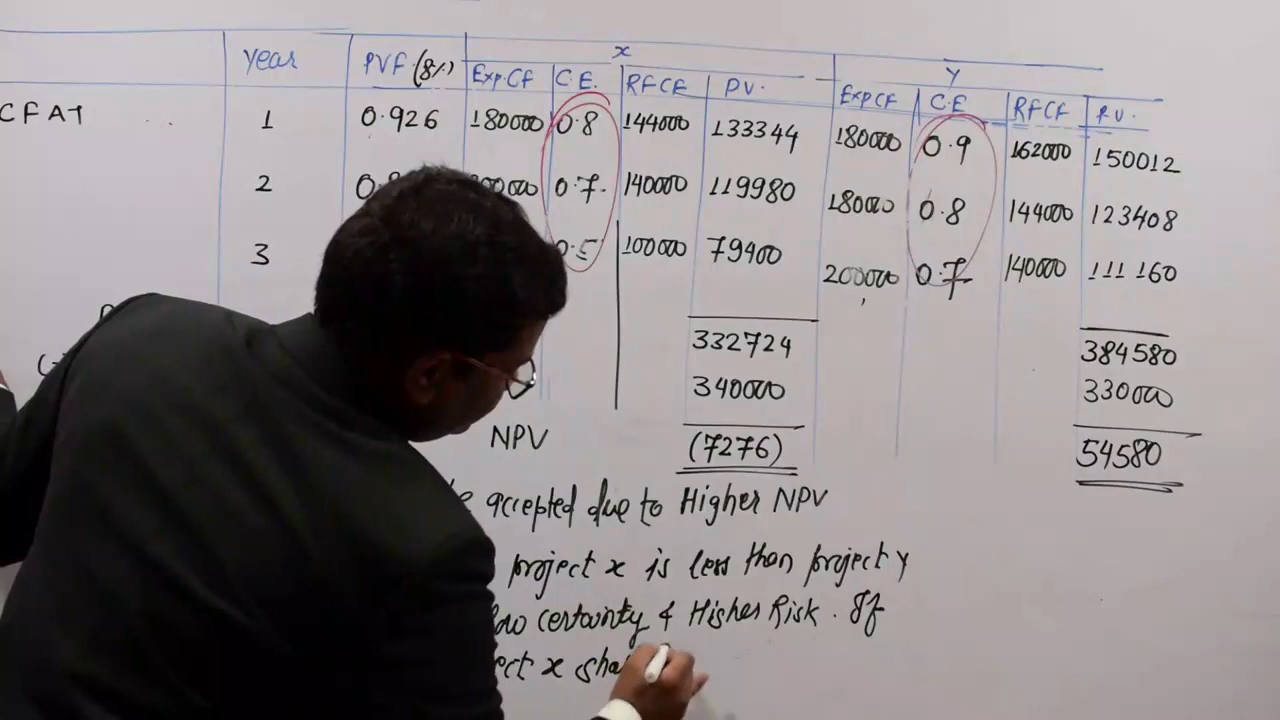 x
Year PVF (8%) Exp.CF C.E. RFCF PV. Y
Exp CF C.E RFCF P.V.
CFAT 1 0.926 180000 0.8 144000 133344 180000 0.9 162000 150012
2 0.7 140000 119980 180000 0.8 144000 123408
3 0.5 100000 79400 200000 0.7 140000 111160
332724 384580
340000 330000
NPV (7276) 54580
accepted due to Higher NPV
project x is less than project y
certainty & Higher Risk. If
x